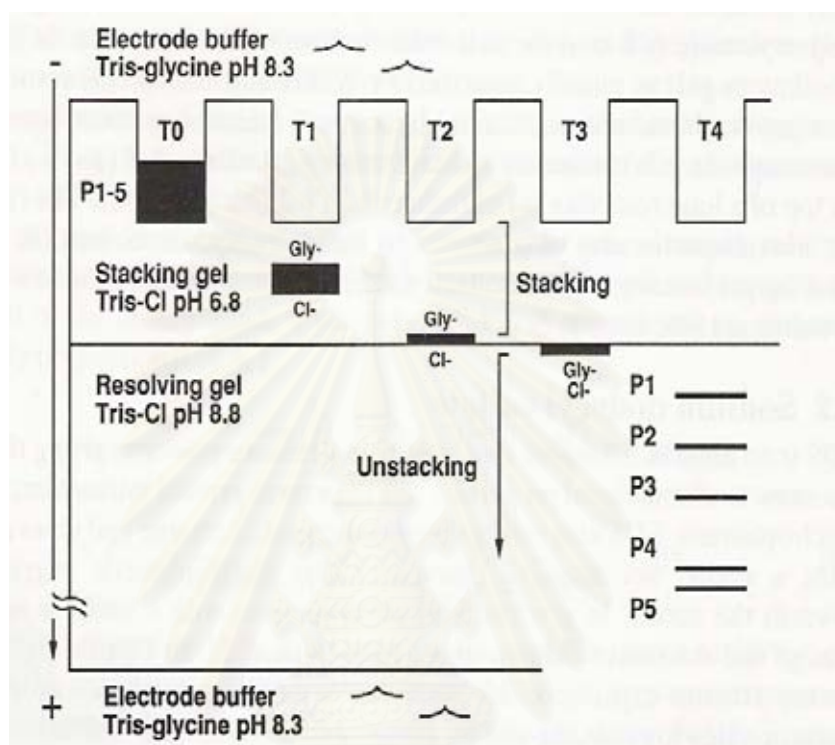 Electrode buffer
Tris-glycine pH 8.3
-
T0
T1
T2
T3
T4
P1-5
Gly-
Stacking gel
Tris-Cl pH 6.8
Cl-
Stacking
Gly-
Cl-
Gly-
Cl-
Resolving gel
Tris-Cl pH 8.8
Unstacking
P1
P2
P3
P4
P5
+
Electrode buffer
Tris-glycine pH 8.3